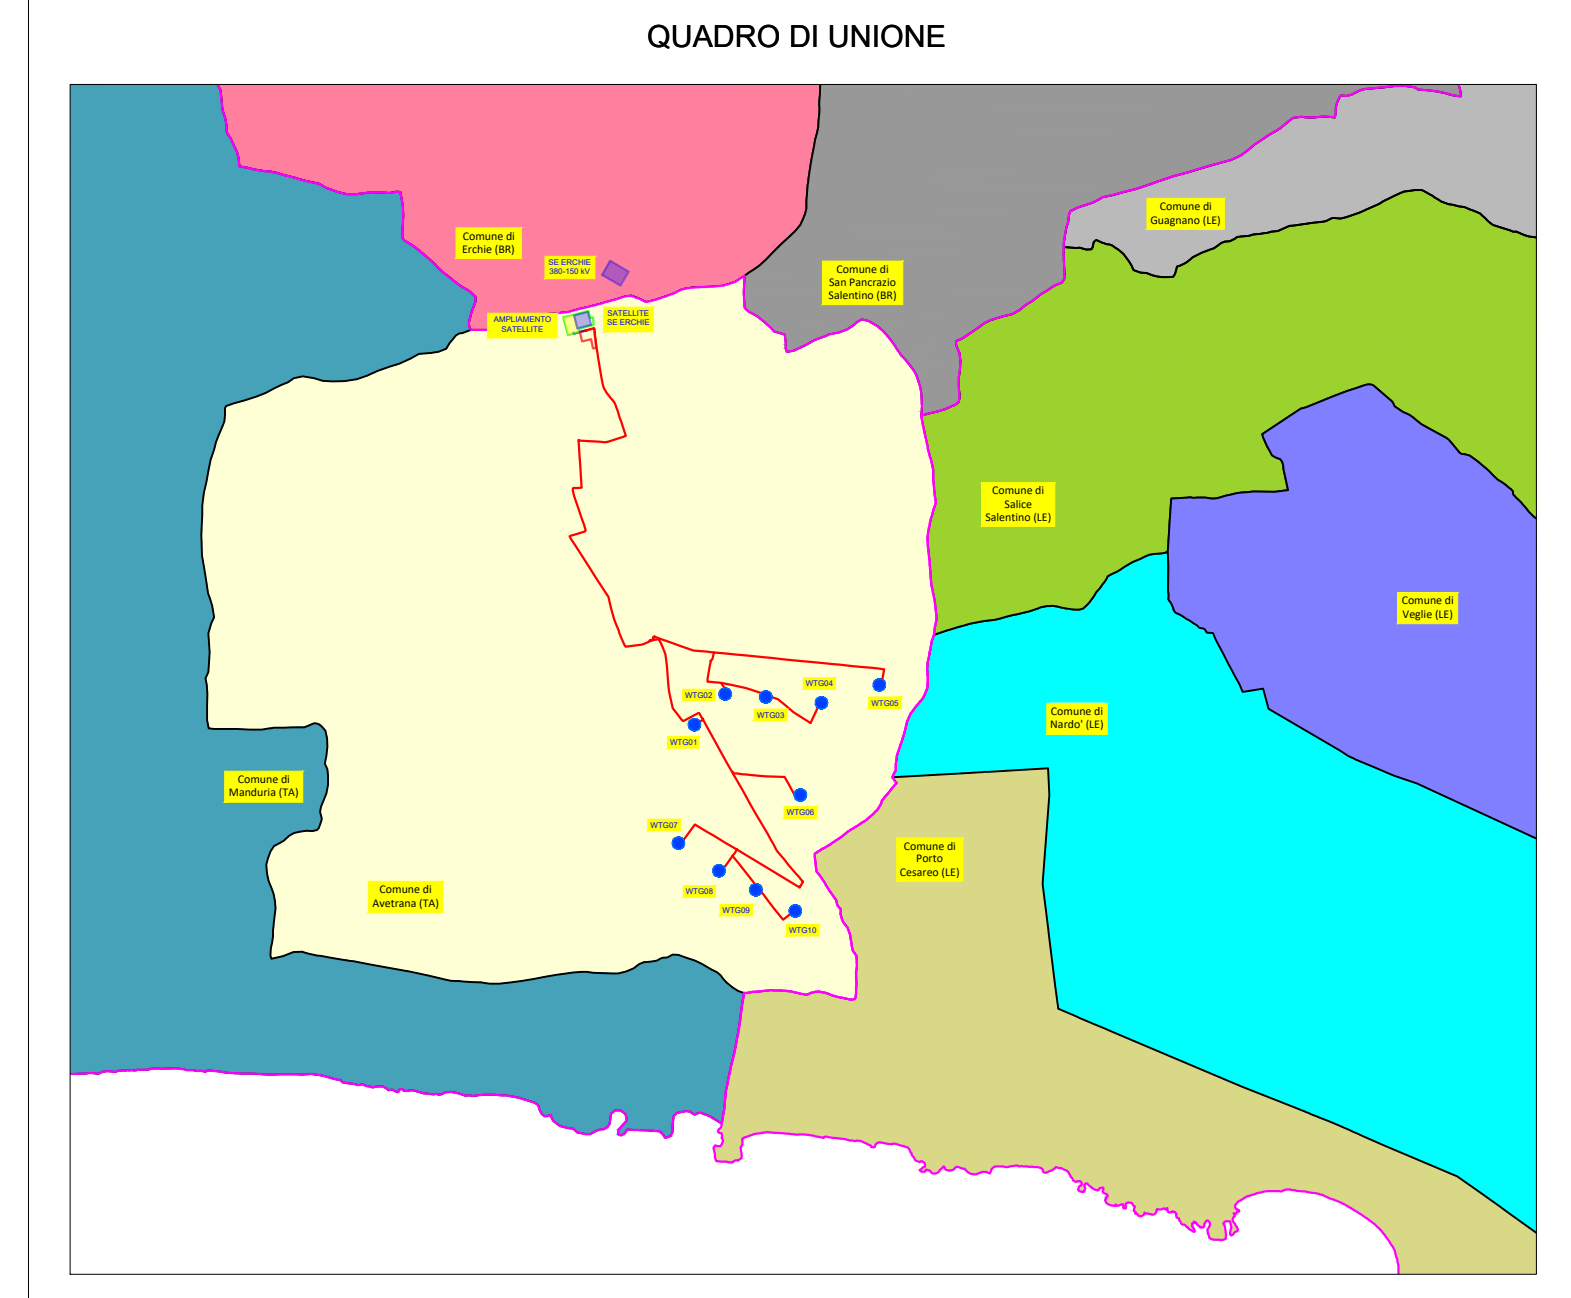 QUADRO DI UNIONE
Comune di
Guagnano (LE)
Comune di
Erchie (BR)
SE ERCHIE
380-150 kV
Comune di
San Pancrazio
Salentino (BR)
AMPLIAMENTO
SATELLITE
SATELLITE
SE ERCHIE
Comune di
Salice
Salentino (LE)
Comune di
Veglie (LE)
WTG04
WTG02
WTG05
WTG03
Comune di
Nardo' (LE)
WTG01
Comune di
Manduria (TA)
WTG06
WTG07
Comune di
Porto
Cesareo (LE)
Comune di
Avetrana (TA)
WTG08
WTG09
WTG10